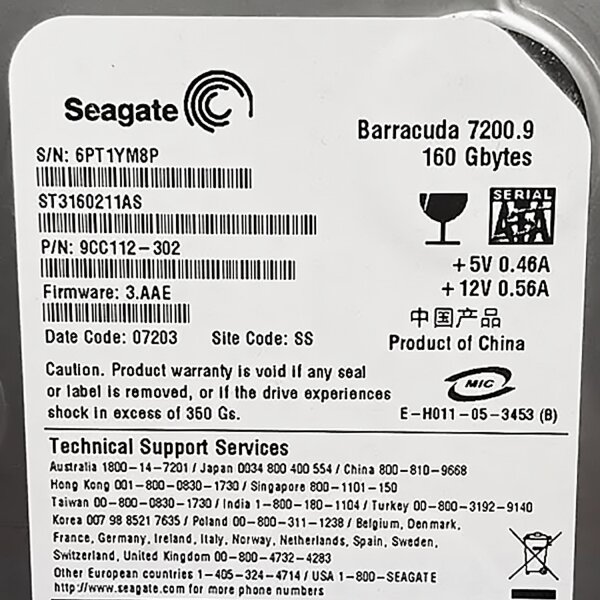 Seagate
Barracuda 7200.9
160 Gbytes
S/N: 6PT1YM8P
ST3160211AS
SERIAL
ATA
P/N: 9CC112-302
+5V 0.46A
+12V 0.56A
Firmware: 3.AAE
中国产品
Product of China
Date Code: 07203 Site Code: SS
Caution. Product warranty is void if any seal
or label is removed, or if the drive experiences
shock in excess of 350 Gs.
MIC
E-H011-05-3453 (B)
Technical Support Services
Australia 1800-14-7201 / Japan 0034 800 400 554 / China 800-810-9668
Hong Kong 001-800-0830-1730 / Singapore 800-1101-150
Taiwan 00-800-0830-1730 / India 1-800-180-1104 / Turkey 00-800-3192-9140
Korea 007 98 8521 7635 / Poland 00-800-311-1238 / Belgium, Denmark,
France, Germany, Ireland, Italy, Norway, Netherlands, Spain, Sweden,
Switzerland, United Kingdom 00-800-4732-4283
Other European countries 1-405-324-4714 / USA 1-800-SEAGATE
http://www.seagate.com for more phone numbers